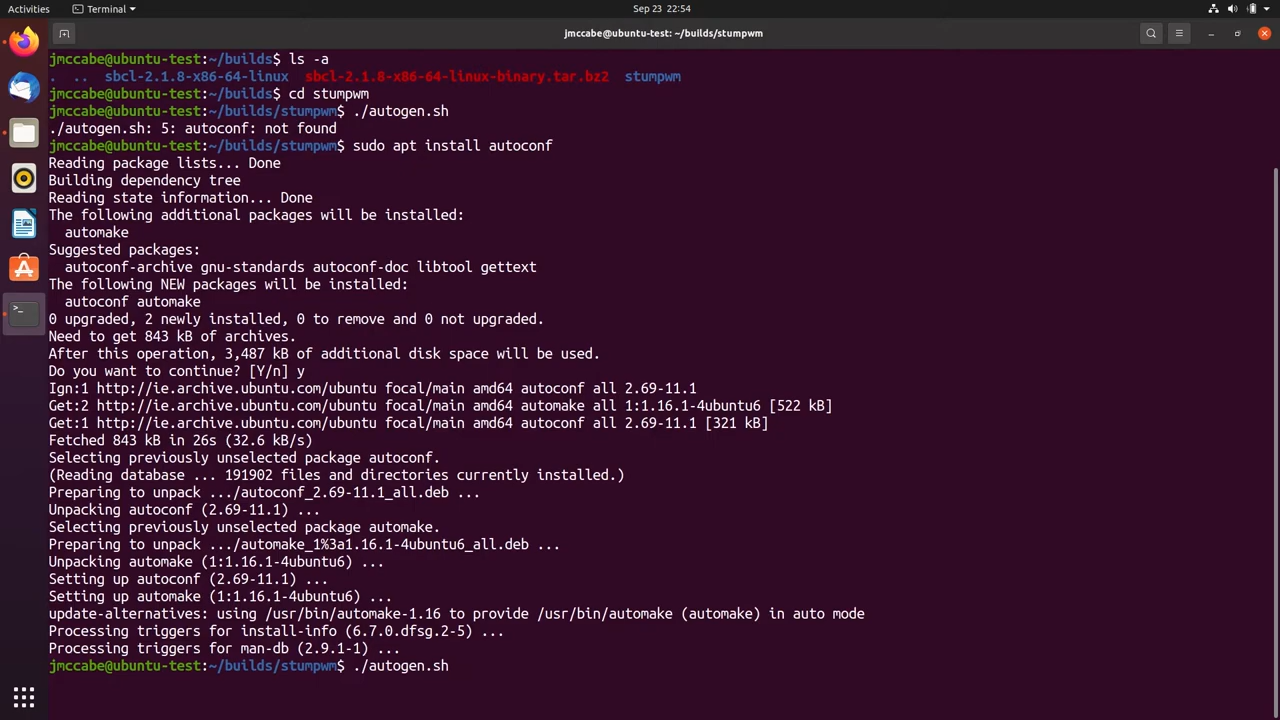 Activities
Terminal
Sep 23 22:54
jmccabe@ubuntu-test: ~/builds/stumpwm
jmccabe@ubuntu-test:~/builds$ ls -a
. .. sbcl-2.1.8-x86-64-linux sbcl-2.1.8-x86-64-linux-binary.tar.bz2 stumpwm
jmccabe@ubuntu-test:~/builds$ cd stumpwm
jmccabe@ubuntu-test:~/builds/stumpwm$ ./autogen.sh
./autogen.sh: 5: autoconf: not found
jmccabe@ubuntu-test:~/builds/stumpwm$ sudo apt install autoconf
Reading package lists... Done
Building dependency tree
Reading state information... Done
The following additional packages will be installed:
automake
Suggested packages:
autoconf-archive gnu-standards autoconf-doc libtool gettext
The following NEW packages will be installed:
autoconf automake
0 upgraded, 2 newly installed, 0 to remove and 0 not upgraded.
Need to get 843 kB of archives.
After this operation, 3,487 kB of additional disk space will be used.
Do you want to continue? [Y/n] y
Ign:1 http://ie.archive.ubuntu.com/ubuntu focal/main amd64 autoconf all 2.69-11.1
Get:2 http://ie.archive.ubuntu.com/ubuntu focal/main amd64 automake all 1:1.16.1-4ubuntu6 [522 kB]
Get:1 http://ie.archive.ubuntu.com/ubuntu focal/main amd64 autoconf all 2.69-11.1 [321 kB]
Fetched 843 kB in 26s (32.6 kB/s)
Selecting previously unselected package autoconf.
(Reading database ... 191902 files and directories currently installed.)
Preparing to unpack .../autoconf_2.69-11.1_all.deb ...
Unpacking autoconf (2.69-11.1) ...
Selecting previously unselected package automake.
Preparing to unpack .../automake_1%3a1.16.1-4ubuntu6_all.deb ...
Unpacking automake (1:1.16.1-4ubuntu6) ...
Setting up autoconf (2.69-11.1) ...
Setting up automake (1:1.16.1-4ubuntu6) ...
update-alternatives: using /usr/bin/automake-1.16 to provide /usr/bin/automake (automake) in auto mode
Processing triggers for install-info (6.7.0.dfsg.2-5) ...
Processing triggers for man-db (2.9.1-1) ...
jmccabe@ubuntu-test:~/builds/stumpwm$ ./autogen.sh